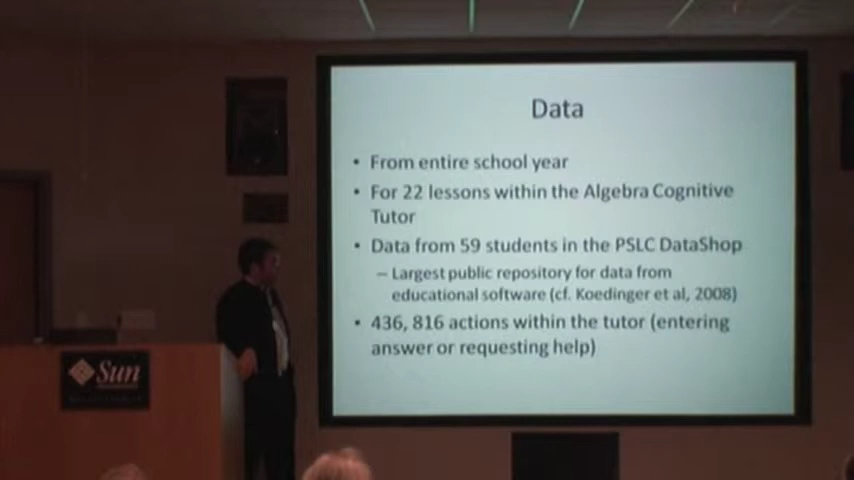 Data
• From entire school year
• For 22 lessons within the Algebra Cognitive
Tutor
• Data from 59 students in the PSLC DataShop
– Largest public repository for data from
educational software (cf. Koedinger et al, 2008)
• 436, 816 actions within the tutor (entering
answer or requesting help)
Sun